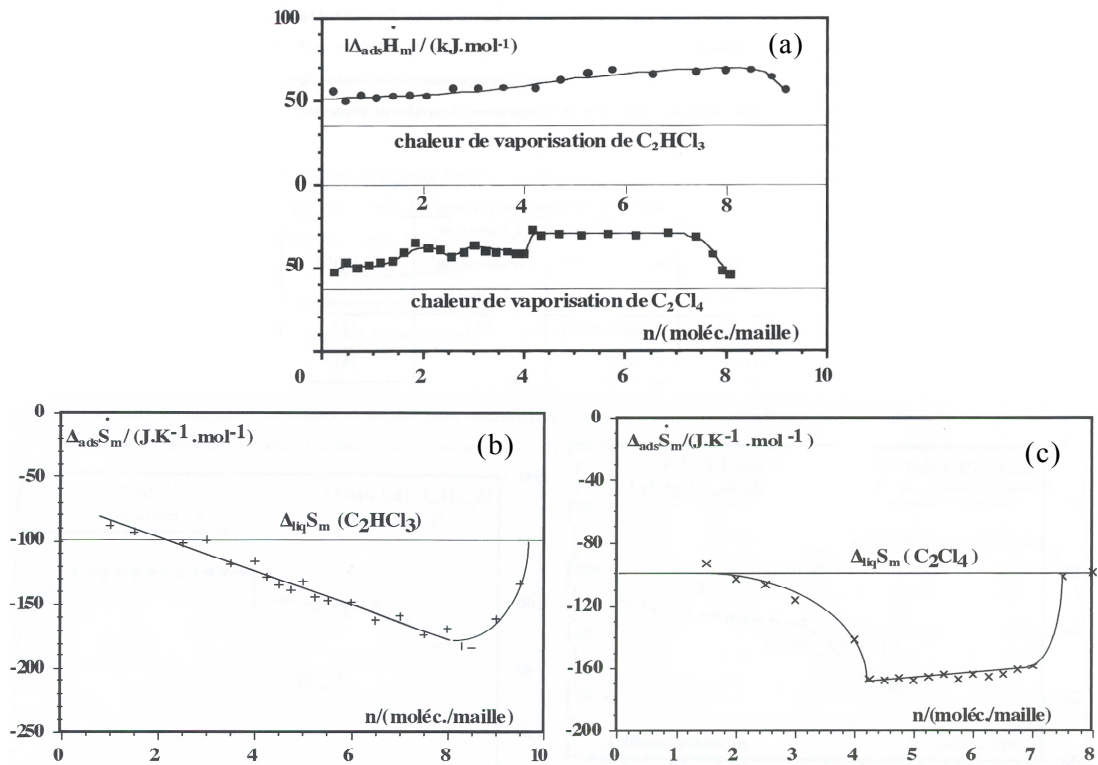 100
|ΔadsḢm| / (kJ.mol-1)
(a)
50
chaleur de vaporisation de C2HCl3
0
2 4 6 8
50
chaleur de vaporisation de C2Cl4
n/(moléc./maille)
0 2 4 6 8 10
0
ΔadsṠm/ (J.K-1 .mol-1)
(b)
-50
ΔliqSm (C2HCl3)
-100
-150
-200
n/(moléc./maille)
-250
0 2 4 6 8 10
0
ΔadsṠm/(J.K-1 .mol -1)
(c)
-40
-80
ΔliqSm ( C2Cl4)
-120
-160
n/(moléc./maille)
-200
0 1 2 3 4 5 6 7 8